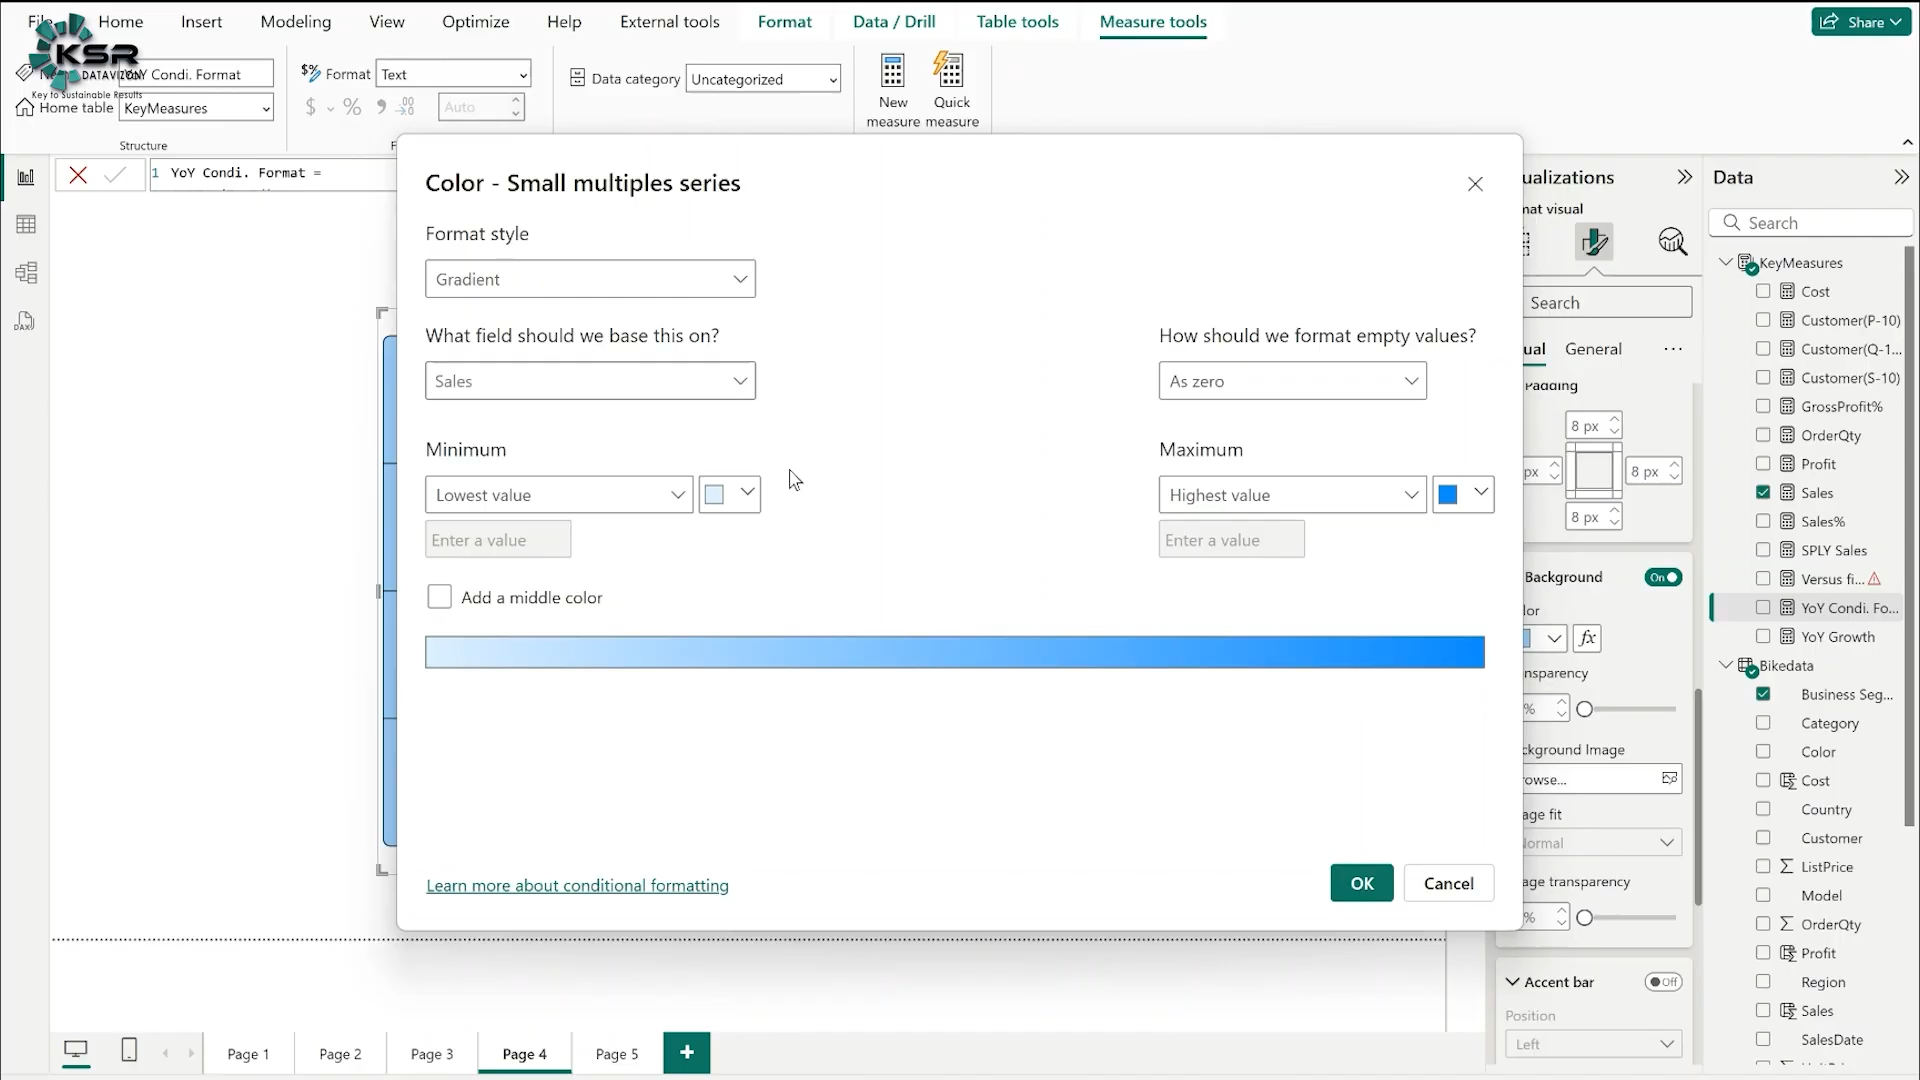 File Home Insert Modeling View Optimize Help External tools Format Data / Drill Table tools Measure tools Share
KSR
DATAVIZON
Key to Sustainable Results
YoY Condi. Format
Format Text
Data category Uncategorized
Home table KeyMeasures
$ % Auto
New measure
Quick measure
Structure
1 YoY Condi. Format =
Color - Small multiples series
Format style
Gradient
What field should we base this on?
How should we format empty values?
Sales
As zero
Minimum
Maximum
Lowest value
Highest value
Enter a value
Enter a value
Add a middle color
Learn more about conditional formatting
OK
Cancel
ualizations
mat visual
Search
ual General ...
Padding
8 px
px
8 px
8 px
Background On
lor
fx
nsparency
%
ckground Image
owse...
age fit
Normal
age transparency
%
Accent bar Off
Position
Left
Data
Search
KeyMeasures
Cost
Customer(P-10)
Customer(Q-1...
Customer(S-10)
GrossProfit%
OrderQty
Profit
Sales
Sales%
SPLY Sales
Versus fi...
YoY Condi. Fo...
YoY Growth
Bikedata
Business Seg...
Category
Color
Cost
Country
Customer
ListPrice
Model
OrderQty
Profit
Region
Sales
SalesDate
DAX
Page 1 Page 2 Page 3 Page 4 Page 5 +